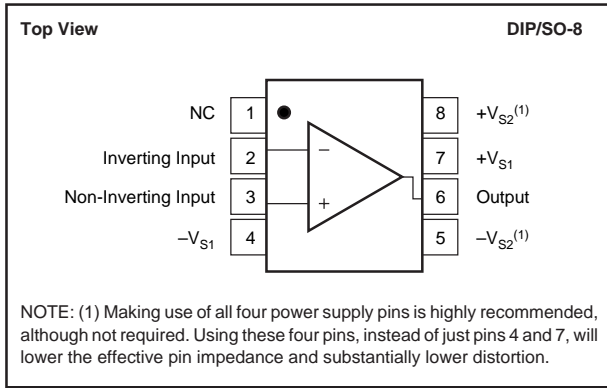 Top View DIP/SO-8
NC 1 8 +VS2(1)
Inverting Input 2 – 7 +VS1
Non-Inverting Input 3 + 6 Output
–VS1 4 5 –VS2(1)
NOTE: (1) Making use of all four power supply pins is highly recommended,
although not required. Using these four pins, instead of just pins 4 and 7, will
lower the effective pin impedance and substantially lower distortion.